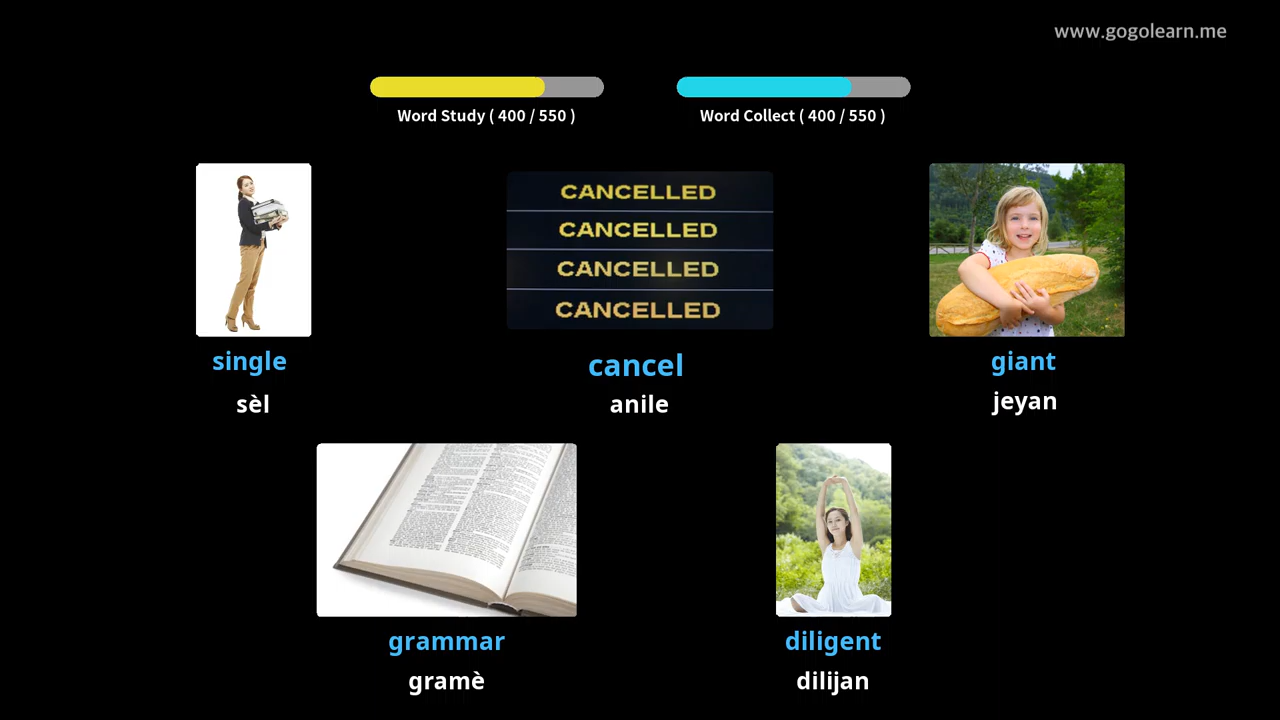 www.gogolearn.me
Word Study ( 400 / 550 )
Word Collect ( 400 / 550 )
CANCELLED
CANCELLED
CANCELLED
CANCELLED
single
sèl
cancel
anile
giant
jeyan
grammar
gramè
diligent
dilijan